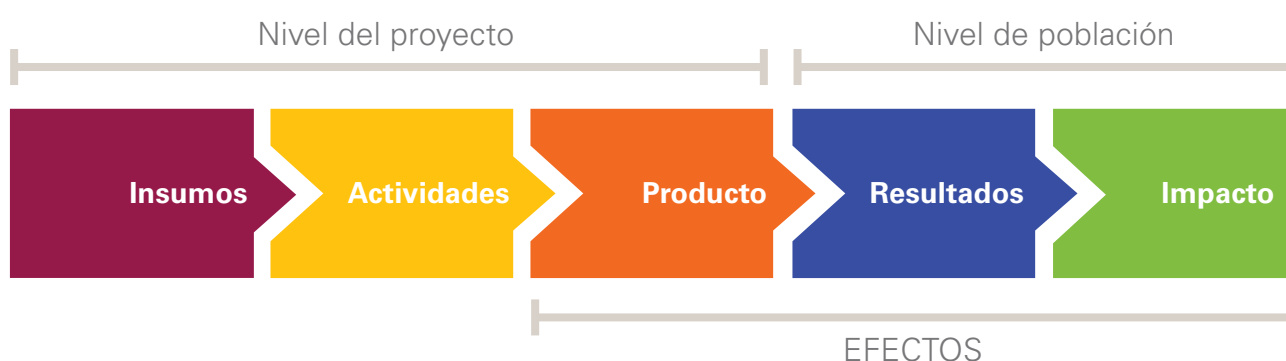 Nivel del proyecto
Nivel de población
Insumos
Actividades
Producto
Resultados
Impacto
EFECTOS